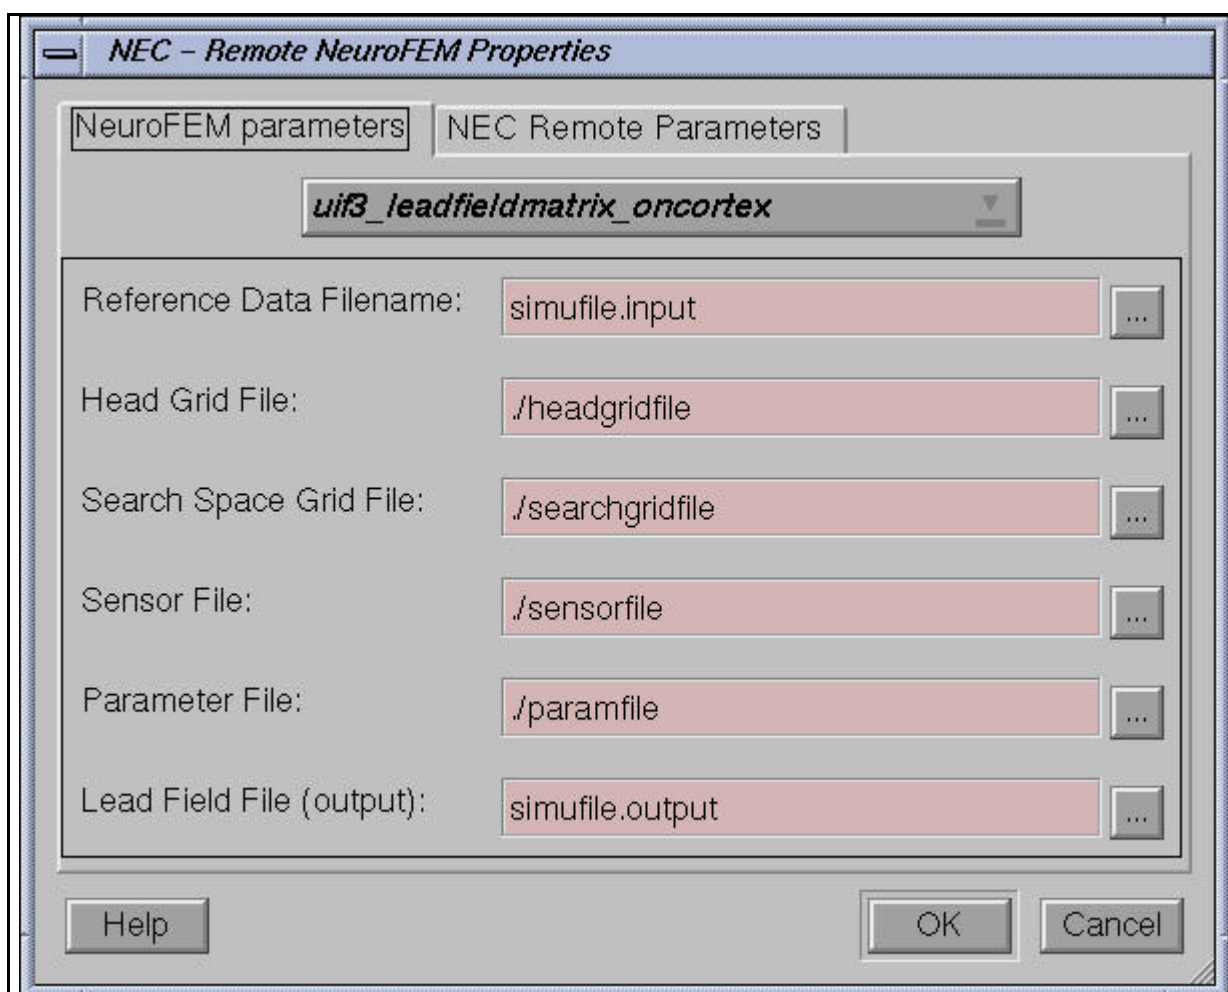 NEC – Remote NeuroFEM Properties
NeuroFEM parameters NEC Remote Parameters
uif3_leadfieldmatrix_oncortex
Reference Data Filename: simufile.input ...
Head Grid File: ./headgridfile ...
Search Space Grid File: ./searchgridfile ...
Sensor File: ./sensorfile ...
Parameter File: ./paramfile ...
Lead Field File (output): simufile.output ...
Help OK Cancel